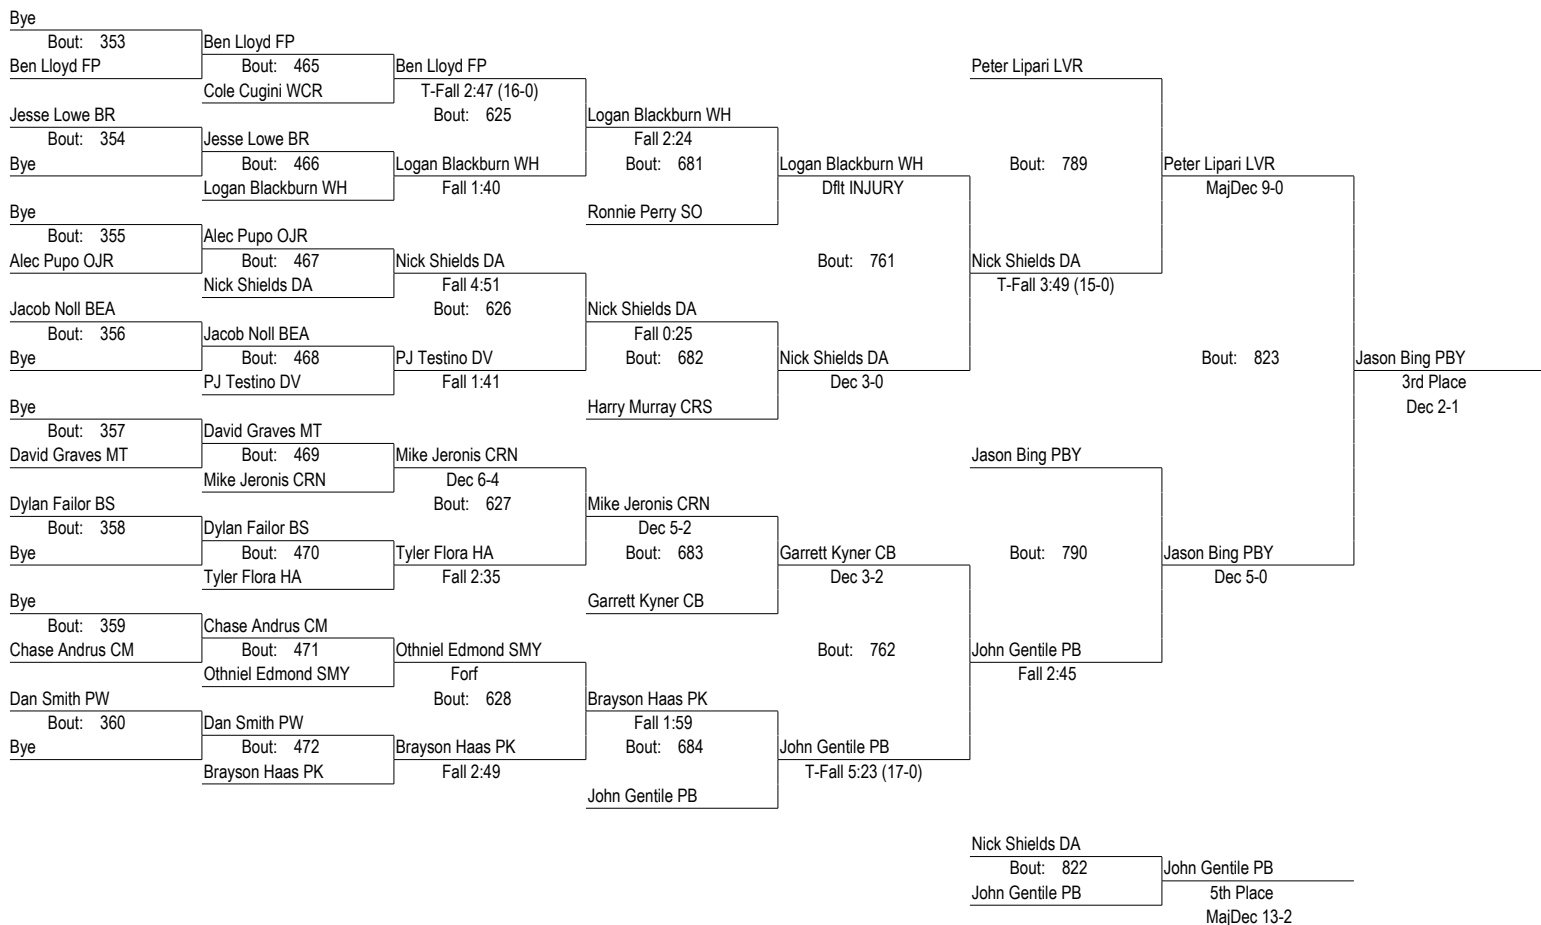 Bye
Bout: 353
Ben Lloyd FP
Jesse Lowe BR
Bout: 354
Bye
Bye
Bout: 355
Alec Pupo OJR
Jacob Noll BEA
Bout: 356
Bye
Bye
Bout: 357
David Graves MT
Dylan Failor BS
Bout: 358
Bye
Bye
Bout: 359
Chase Andrus CM
Dan Smith PW
Bout: 360
Bye
Ben Lloyd FP
Bout: 465
Cole Cugini WCR
Jesse Lowe BR
Bout: 466
Logan Blackburn WH
Alec Pupo OJR
Bout: 467
Nick Shields DA
Jacob Noll BEA
Bout: 468
PJ Testino DV
David Graves MT
Bout: 469
Mike Jeronis CRN
Dylan Failor BS
Bout: 470
Tyler Flora HA
Chase Andrus CM
Bout: 471
Othniel Edmond SMY
Dan Smith PW
Bout: 472
Brayson Haas PK
Ben Lloyd FP
T-Fall 2:47 (16-0)
Bout: 625
Logan Blackburn WH
Fall 1:40
Nick Shields DA
Fall 4:51
Bout: 626
PJ Testino DV
Fall 1:41
Mike Jeronis CRN
Dec 6-4
Bout: 627
Tyler Flora HA
Fall 2:35
Othniel Edmond SMY
Forf
Bout: 628
Brayson Haas PK
Fall 2:49
Logan Blackburn WH
Fall 2:24
Bout: 681
Ronnie Perry SO
Nick Shields DA
Fall 0:25
Bout: 682
Harry Murray CRS
Mike Jeronis CRN
Dec 5-2
Bout: 683
Garrett Kyner CB
Brayson Haas PK
Fall 1:59
Bout: 684
John Gentile PB
Logan Blackburn WH
Dflt INJURY
Bout: 761
Nick Shields DA
Dec 3-0
Garrett Kyner CB
Dec 3-2
Bout: 762
John Gentile PB
T-Fall 5:23 (17-0)
Peter Lipari LVR
Bout: 789
Nick Shields DA
T-Fall 3:49 (15-0)
Jason Bing PBY
Bout: 790
John Gentile PB
Fall 2:45
Peter Lipari LVR
MajDec 9-0
Bout: 823
Jason Bing PBY
Dec 5-0
Jason Bing PBY
3rd Place
Dec 2-1
Nick Shields DA
Bout: 822
John Gentile PB
John Gentile PB
5th Place
MajDec 13-2